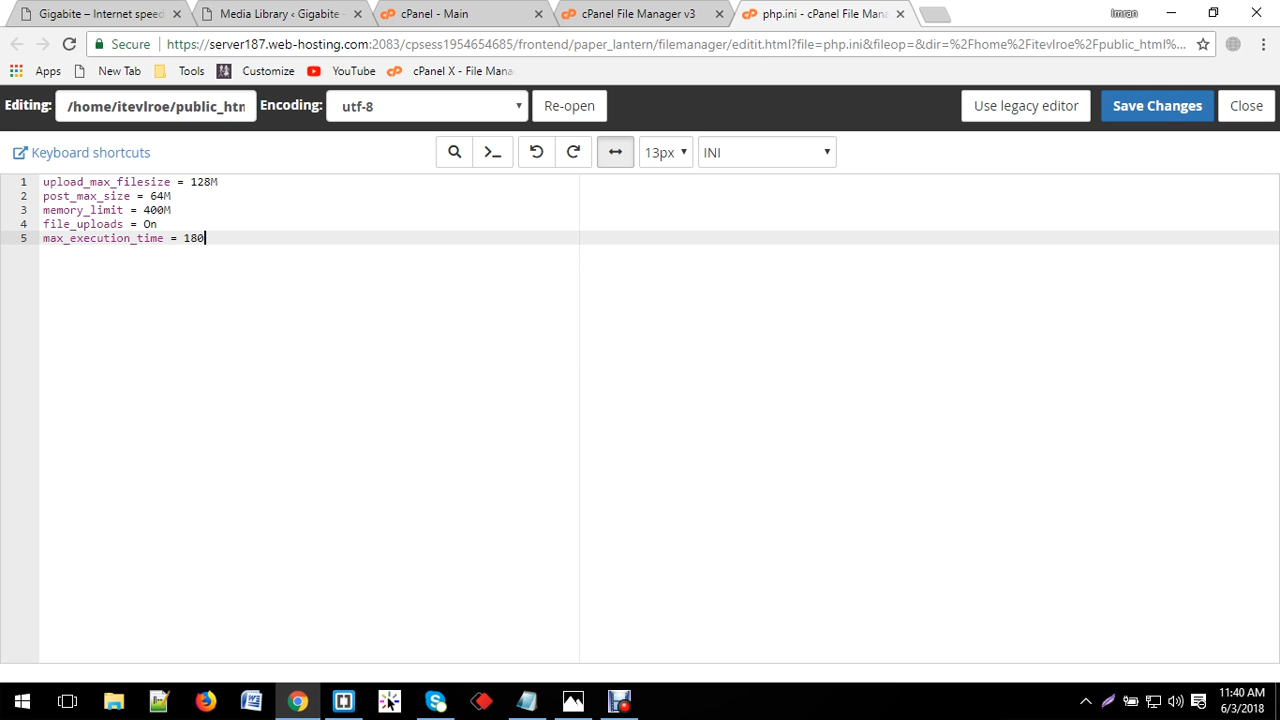 Gigabite – Internet speed
Media Library ‹ Gigabite –
cPanel - Main
cPanel File Manager v3
php.ini - cPanel File Man
Imran
Secure
https://server187.web-hosting.com:2083/cpsess1954654685/frontend/paper_lantern/filemanager/editit.html?file=php.ini&fileop=&dir=%2Fhome%2Fitevlroe%2Fpublic_html%...
Apps
New Tab
Tools
Customize
YouTube
cPanel X - File Mana
Editing:
/home/itevlroe/public_htm
Encoding:
utf-8
Re-open
Use legacy editor
Save Changes
Close
Keyboard shortcuts
13px
INI
1 upload_max_filesize = 128M
2 post_max_size = 64M
3 memory_limit = 400M
4 file_uploads = On
5 max_execution_time = 180
11:40 AM
6/3/2018